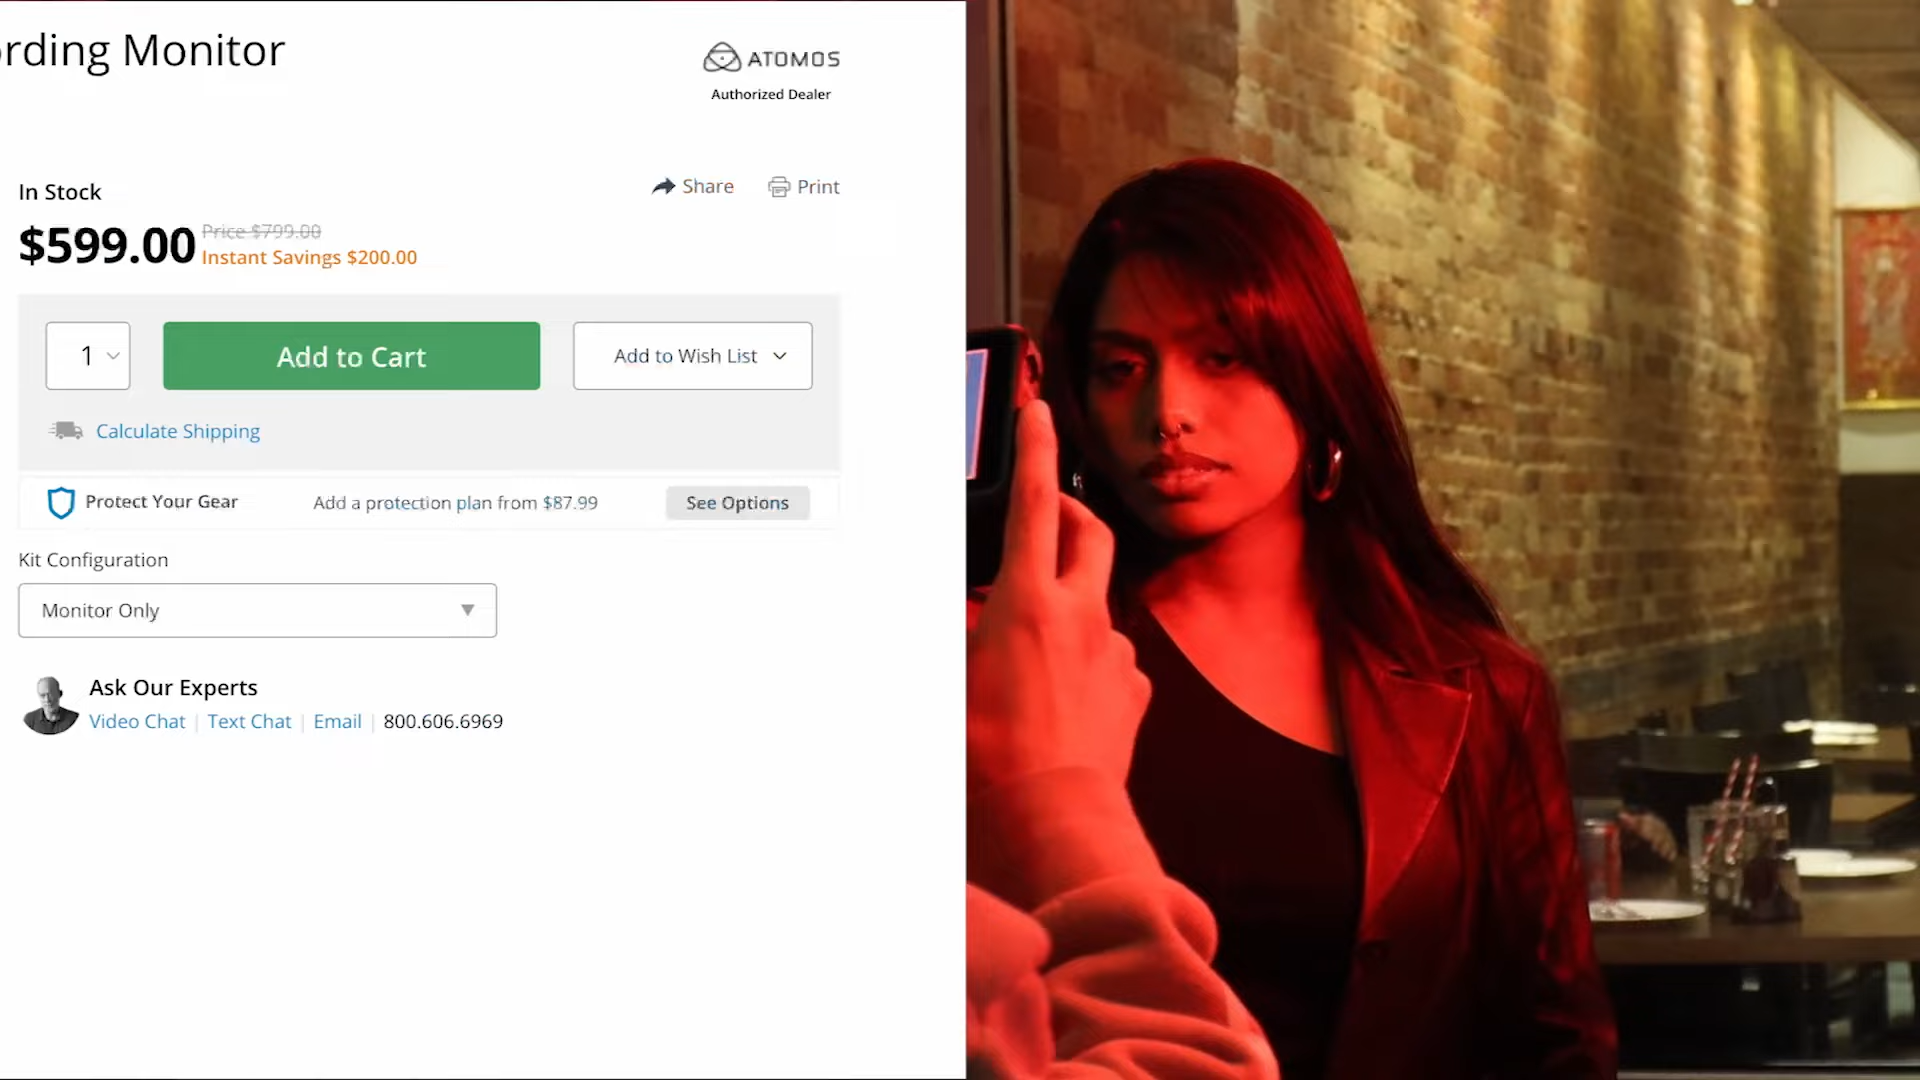 rding Monitor
ATOMOS
Authorized Dealer
In Stock
Share
Print
$599.00
Price $799.00
Instant Savings $200.00
1
Add to Cart
Add to Wish List
Calculate Shipping
Protect Your Gear
Add a protection plan from $87.99
See Options
Kit Configuration
Monitor Only
Ask Our Experts
Video Chat | Text Chat | Email | 800.606.6969